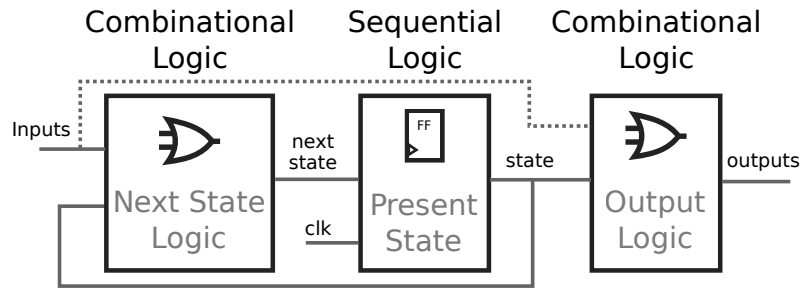 Combinational
Logic
Sequential
Logic
Combinational
Logic
Inputs
next
state
clk
state
outputs
Next State
Logic
FF
Present
State
Output
Logic